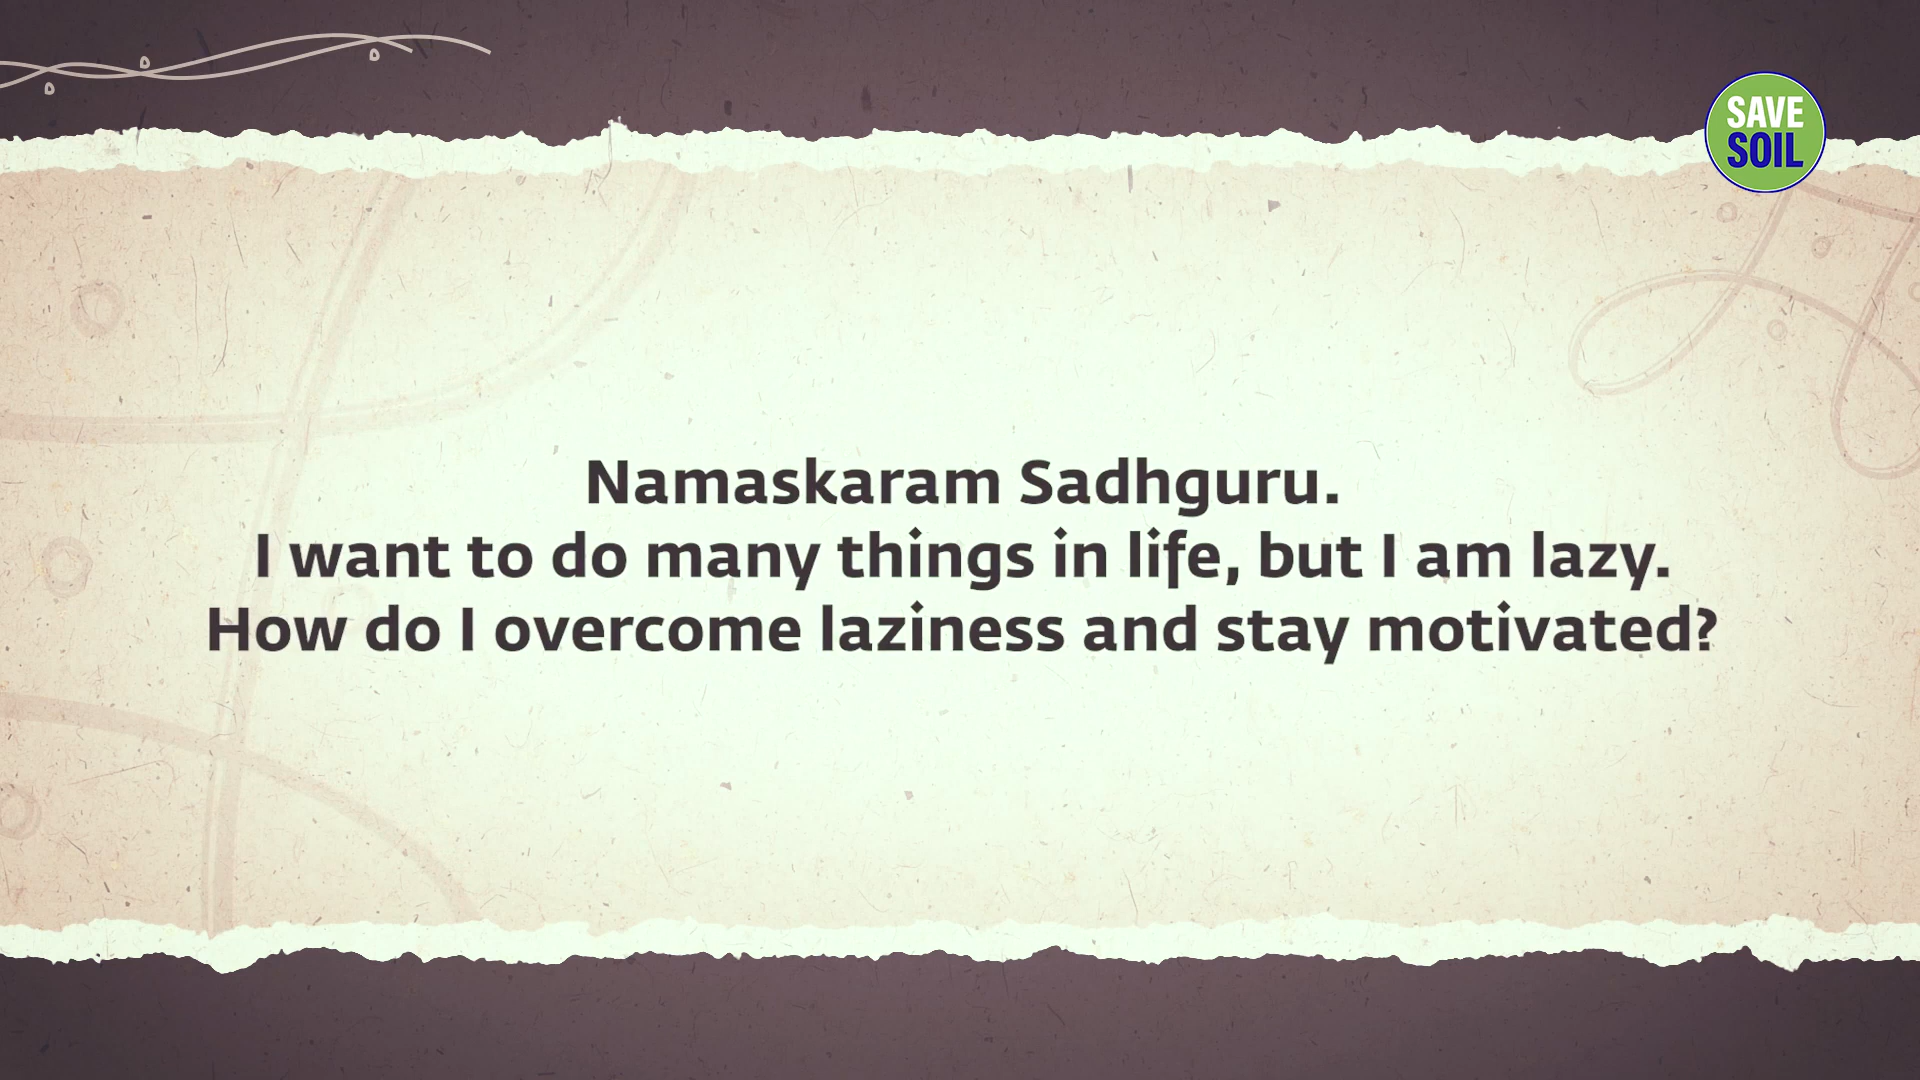 SAVE
SOIL
Namaskaram Sadhguru.
I want to do many things in life, but I am lazy.
How do I overcome laziness and stay motivated?